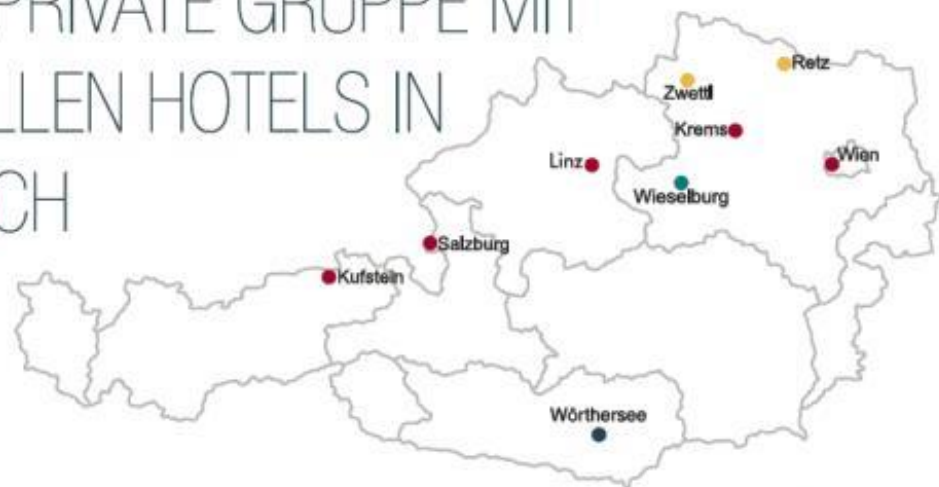 PRIVATE GRUPPE MIT
LLEN HOTELS IN
CH
Retz
Zwettl
Krems
Linz
Wien
Wieselburg
Salzburg
Kufstein
Wörthersee